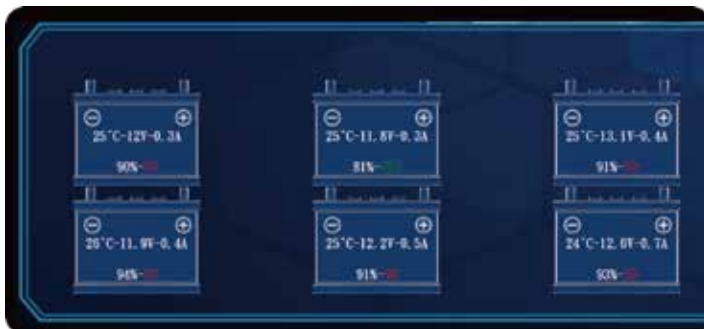 25°C-12V-0.3A
25°C-11.8V-0.3A
25°C-13.1V-0.4A
90%-
81%-
91%-
26°C-11.9V-0.4A
25°C-12.2V-0.5A
24°C-12.6V-0.7A
94%-
91%-
93%-